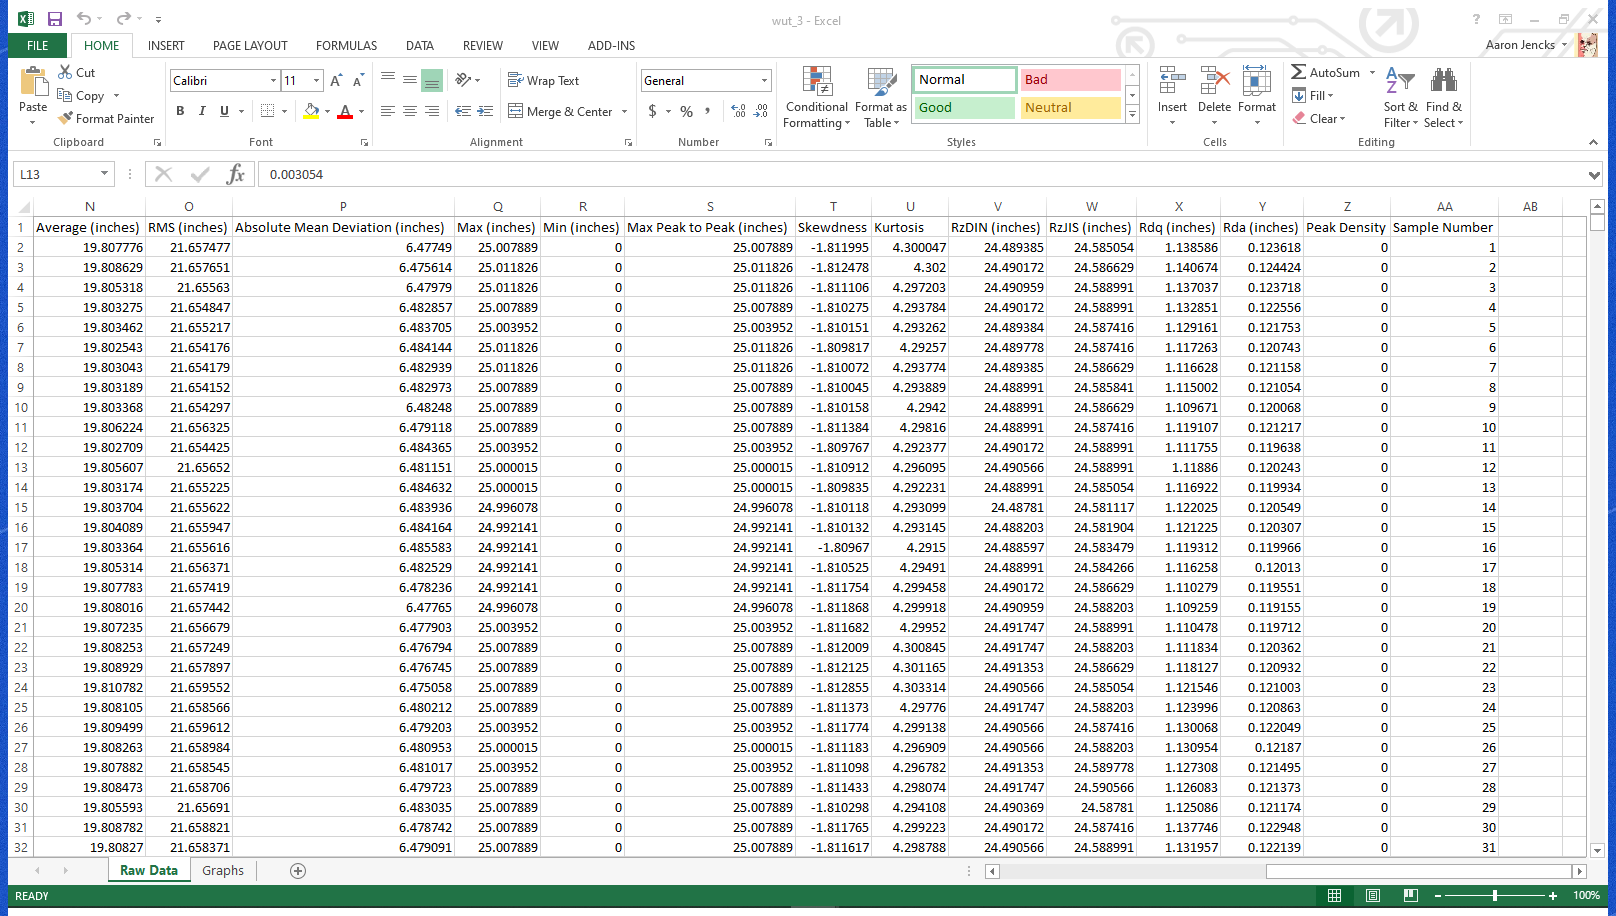 wut_3 - Excel
?
FILE HOME INSERT PAGE LAYOUT FORMULAS DATA REVIEW VIEW ADD-INS Aaron Jencks
Paste Cut Copy Format Painter
Clipboard
Calibri 11
B I U
Font
Wrap Text
Merge & Center
Alignment
General
$ % ,
Number
Conditional Formatting Format as Table
Normal Bad
Good Neutral
Styles
Insert Delete Format
Cells
AutoSum
Fill
Clear
Sort & Filter Find & Select
Editing
L13 fx 0.003054
N O P Q R S T U V W X Y Z AA AB
1 Average (inches) RMS (inches) Absolute Mean Deviation (inches) Max (inches) Min (inches) Max Peak to Peak (inches) Skewdness Kurtosis RzDIN (inches) RzJIS (inches) Rdq (inches) Rda (inches) Peak Density Sample Number
2 19.807776 21.657477 6.47749 25.007889 0 25.007889 -1.811995 4.300047 24.489385 24.585054 1.138586 0.123618 0 1
3 19.808629 21.657651 6.475614 25.011826 0 25.011826 -1.812478 4.302 24.490172 24.586629 1.140674 0.124424 0 2
4 19.805318 21.65563 6.47979 25.011826 0 25.011826 -1.811106 4.297203 24.490959 24.588991 1.137037 0.123718 0 3
5 19.803275 21.654847 6.482857 25.007889 0 25.007889 -1.810275 4.293784 24.490172 24.588991 1.132851 0.122556 0 4
6 19.803462 21.655217 6.483705 25.003952 0 25.003952 -1.810151 4.293262 24.489384 24.587416 1.129161 0.121753 0 5
7 19.802543 21.654176 6.484144 25.011826 0 25.011826 -1.809817 4.29257 24.489778 24.587416 1.117263 0.120743 0 6
8 19.803043 21.654179 6.482939 25.011826 0 25.011826 -1.810072 4.293774 24.489385 24.586629 1.116628 0.121158 0 7
9 19.803189 21.654152 6.482973 25.007889 0 25.007889 -1.810045 4.293889 24.488991 24.585841 1.115002 0.121054 0 8
10 19.803368 21.654297 6.48248 25.007889 0 25.007889 -1.810158 4.2942 24.488991 24.586629 1.109671 0.120068 0 9
11 19.806224 21.656325 6.479118 25.007889 0 25.007889 -1.811384 4.29816 24.488991 24.587416 1.119107 0.121217 0 10
12 19.802709 21.654425 6.484365 25.003952 0 25.003952 -1.809767 4.292377 24.490172 24.588991 1.111755 0.119638 0 11
13 19.805607 21.65652 6.481151 25.000015 0 25.000015 -1.810912 4.296095 24.490566 24.588991 1.11886 0.120243 0 12
14 19.803174 21.655225 6.484632 25.000015 0 25.000015 -1.809835 4.292231 24.488991 24.585054 1.116922 0.119934 0 13
15 19.803704 21.655622 6.483936 24.996078 0 24.996078 -1.810118 4.293099 24.48781 24.581117 1.122025 0.120549 0 14
16 19.804089 21.655947 6.484164 24.992141 0 24.992141 -1.810132 4.293145 24.488203 24.581904 1.121225 0.120307 0 15
17 19.803364 21.655616 6.485583 24.992141 0 24.992141 -1.80967 4.2915 24.488597 24.583479 1.119312 0.119966 0 16
18 19.805314 21.656371 6.482529 24.992141 0 24.992141 -1.810525 4.29491 24.488991 24.584266 1.116258 0.12013 0 17
19 19.807783 21.657419 6.478236 24.992141 0 24.992141 -1.811754 4.299458 24.490172 24.586629 1.110279 0.119551 0 18
20 19.808016 21.657442 6.47765 24.996078 0 24.996078 -1.811868 4.299918 24.490959 24.588203 1.109259 0.119155 0 19
21 19.807235 21.656679 6.477903 25.003952 0 25.003952 -1.811682 4.29952 24.491747 24.588991 1.110478 0.119712 0 20
22 19.808253 21.657249 6.476794 25.007889 0 25.007889 -1.812009 4.300845 24.491747 24.588203 1.111834 0.120362 0 21
23 19.808929 21.657897 6.476745 25.007889 0 25.007889 -1.812125 4.301165 24.491353 24.586629 1.118127 0.120932 0 22
24 19.810782 21.659552 6.475058 25.007889 0 25.007889 -1.812855 4.303314 24.490566 24.585054 1.121546 0.121003 0 23
25 19.808105 21.658566 6.480212 25.007889 0 25.007889 -1.811373 4.29776 24.491747 24.588203 1.123996 0.120863 0 24
26 19.809499 21.659612 6.479203 25.003952 0 25.003952 -1.811774 4.299138 24.490566 24.587416 1.130068 0.122049 0 25
27 19.808263 21.658984 6.480953 25.000015 0 25.000015 -1.811183 4.296909 24.490566 24.588203 1.130954 0.12187 0 26
28 19.807882 21.658545 6.481017 25.003952 0 25.003952 -1.811098 4.296782 24.491353 24.589778 1.127308 0.121495 0 27
29 19.808473 21.658706 6.479723 25.007889 0 25.007889 -1.811433 4.298074 24.491747 24.590566 1.126083 0.121373 0 28
30 19.805593 21.65691 6.483035 25.007889 0 25.007889 -1.810298 4.294108 24.490369 24.58781 1.125086 0.121174 0 29
31 19.808782 21.658821 6.478742 25.007889 0 25.007889 -1.811765 4.299223 24.490172 24.587416 1.137746 0.122948 0 30
32 19.80827 21.658371 6.479091 25.007889 0 25.007889 -1.811617 4.298788 24.490566 24.588991 1.131957 0.122139 0 31
Raw Data Graphs
READY 100%